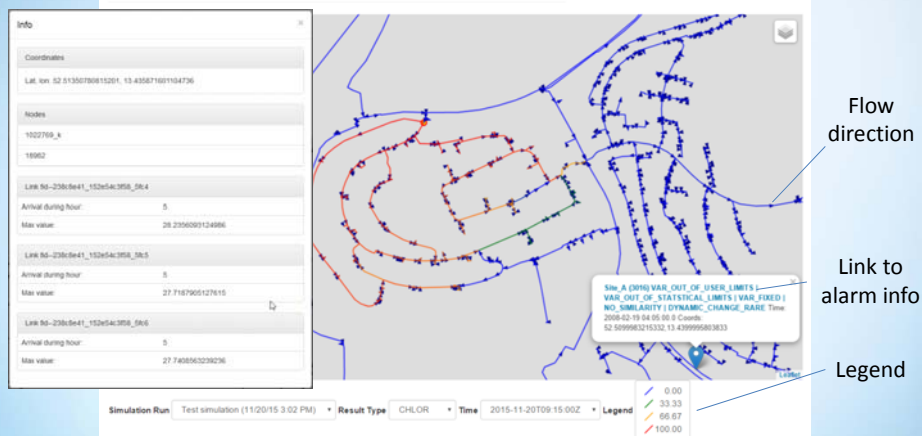 Info
×
Coordinates
Lat, lon: 52.51350780815201, 13.435871601104736
Nodes
1022769_k
16982
Link fid--238c8e41_152e54c3f58_5fc4
Arrival during hour: 5
Max value: 28.2356093124986
Link fid--238c8e41_152e54c3f58_5fc5
Arrival during hour: 5
Max value: 27.7187905127615
Link fid--238c8e41_152e54c3f58_5fc6
Arrival during hour: 5
Max value: 27.7408563239236
Flow
direction
×
Site_A (3016) VAR_OUT_OF_USER_LIMITS |
VAR_OUT_OF_STATSTICAL_LIMITS | VAR_FIXED |
NO_SIMILARITY | DYNAMIC_CHANGE_RARE Time:
2008-02-19 04:05:00.0 Coords:
52.5099983215332,13.4399995803833
Link to
alarm info
Leaflet
Legend
Simulation Run Test simulation (11/20/15 3:02 PM) Result Type CHLOR Time 2015-11-20T09:15:00Z Legend
0.00
33.33
66.67
100.00